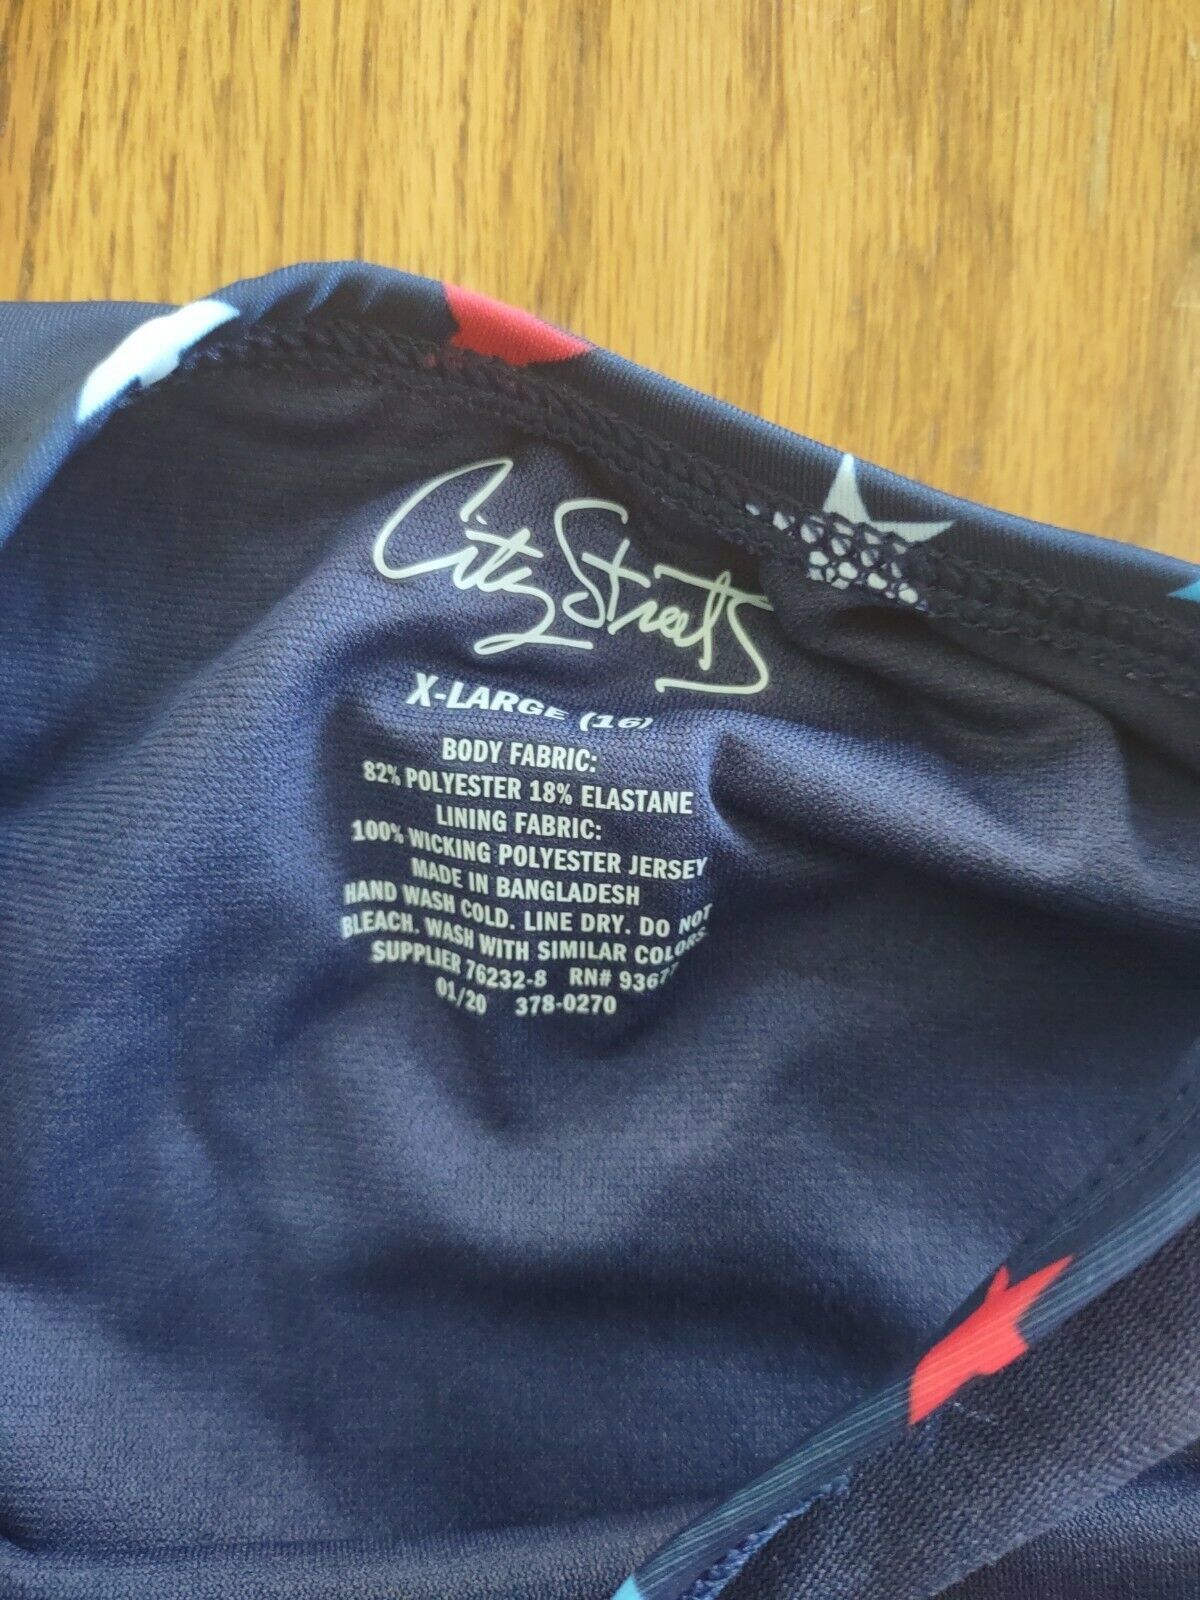 City Streets
X-LARGE (16)
BODY FABRIC:
82% POLYESTER 18% ELASTANE
LINING FABRIC:
100% WICKING POLYESTER JERSEY
MADE IN BANGLADESH
HAND WASH COLD. LINE DRY. DO NOT
BLEACH. WASH WITH SIMILAR COLORS.
SUPPLIER 76232-8 RN# 93677
01/20 378-0270